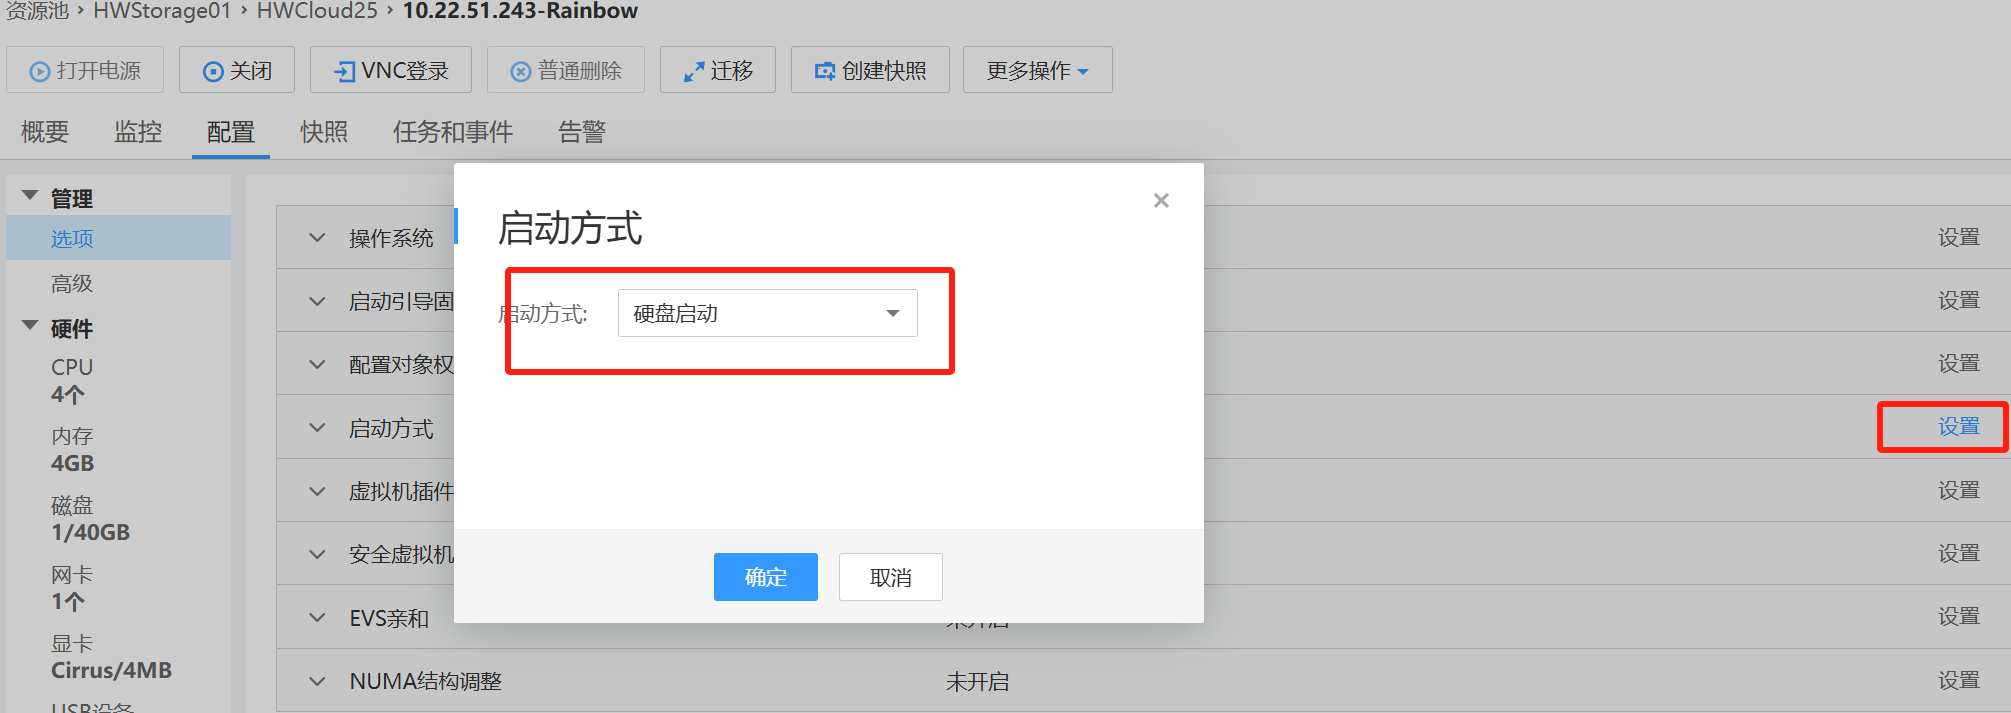 资源池 › HWStorage01 › HWCloud25 › 10.22.51.243-Rainbow
打开电源 关闭 VNC登录 普通删除 迁移 创建快照 更多操作
概要 监控 配置 快照 任务和事件 告警
管理
选项
高级
硬件
CPU
4个
内存
4GB
磁盘
1/40GB
网卡
1个
显卡
Cirrus/4MB
USB设备
操作系统 设置
启动引导固 设置
配置对象权 设置
启动方式 设置
虚拟机插件 设置
安全虚拟机 设置
EVS亲和 未开启 设置
NUMA结构调整 未开启 设置
启动方式
×
启动方式: 硬盘启动
确定 取消